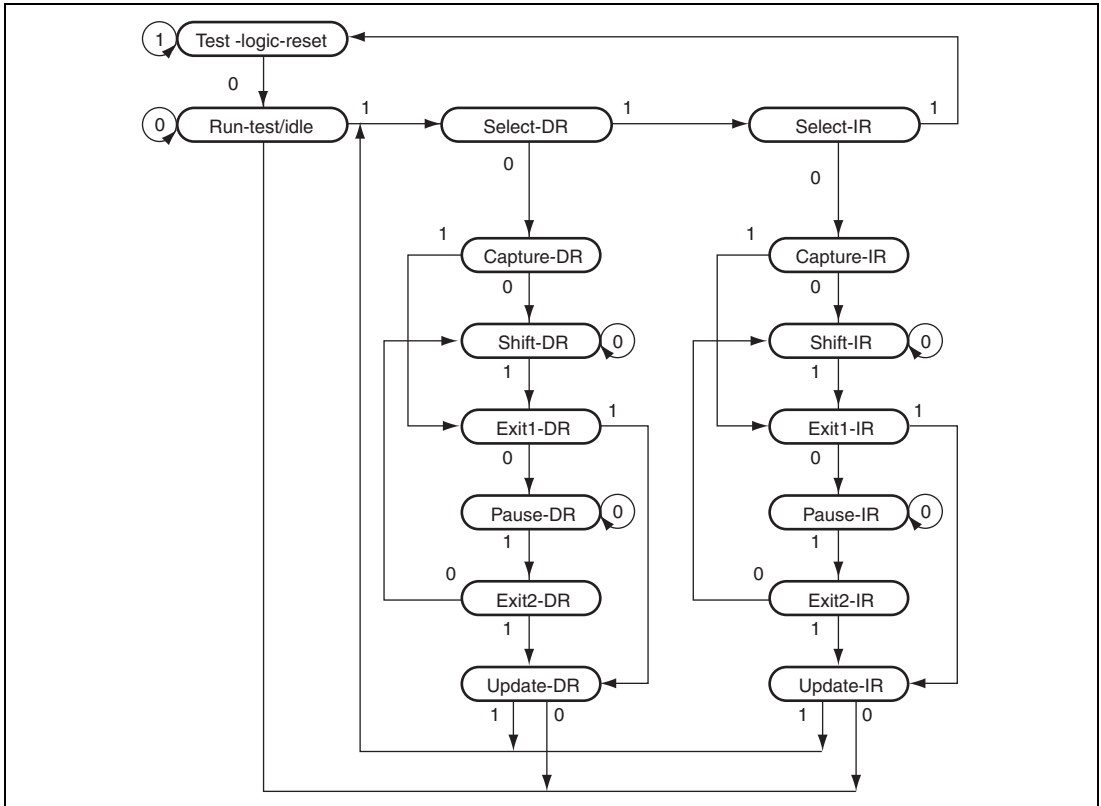 1 Test -logic-reset
0
0 Run-test/idle 1 Select-DR 1 Select-IR 1
0 0
1 1
Capture-DR Capture-IR
0 0
Shift-DR 0 Shift-IR 0
1 1
1 1
Exit1-DR Exit1-IR
0 0
Pause-DR 0 Pause-IR 0
1 1
0 0
Exit2-DR Exit2-IR
1 1
Update-DR Update-IR
1 0 1 0